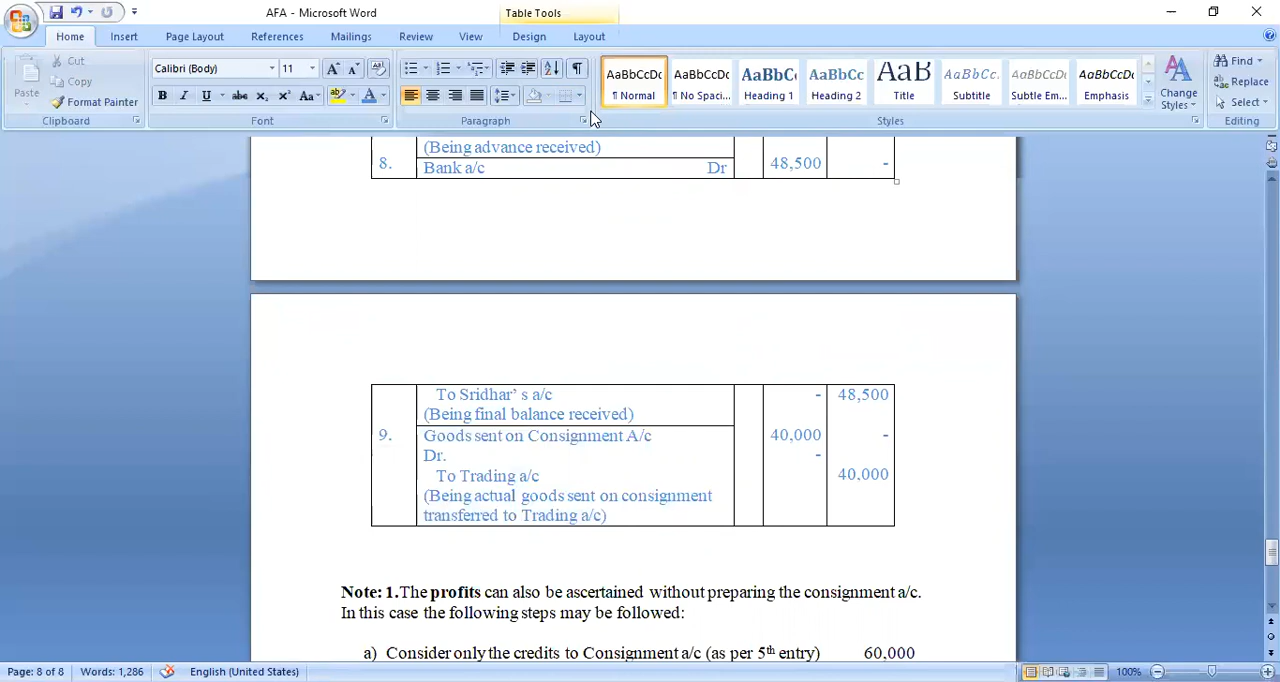 AFA - Microsoft Word
Table Tools
Home Insert Page Layout References Mailings Review View Design Layout
Paste
Cut
Copy
Format Painter
Clipboard
Calibri (Body) 11
B I U abc X₂ X² Aa A
Font
Paragraph
AaBbCcDc AaBbCcDc AaBbC AaBbCc AaB AaBbCc. AaBbCcDc AaBbCcDc
¶ Normal ¶ No Spaci... Heading 1 Heading 2 Title Subtitle Subtle Em... Emphasis
Change Styles
Styles
Find
Replace
Select
Editing
(Being advance received)
8. Bank a/c Dr 48,500 -
To Sridhar' s a/c - 48,500
(Being final balance received)
9. Goods sent on Consignment A/c 40,000 -
Dr. -
To Trading a/c 40,000
(Being actual goods sent on consignment
transferred to Trading a/c)
Note: 1.The profits can also be ascertained without preparing the consignment a/c.
In this case the following steps may be followed:
a) Consider only the credits to Consignment a/c (as per 5th entry) 60,000
Page: 8 of 8 Words: 1,286 English (United States) 100%